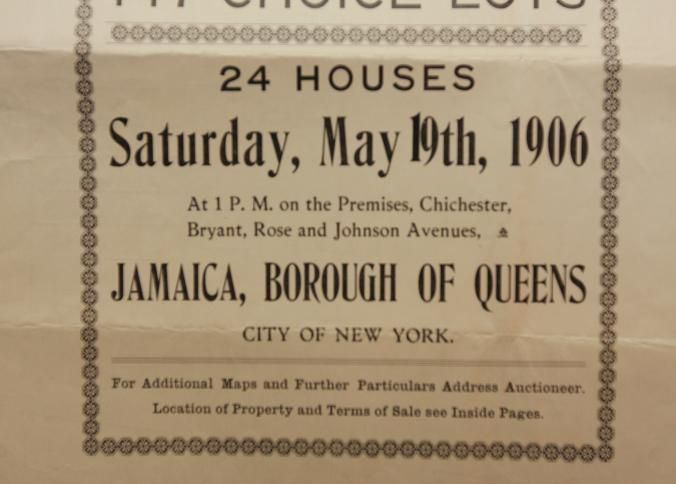 CHOICE LOTS
24 HOUSES
Saturday, May 19th, 1906
At 1 P. M. on the Premises, Chichester,
Bryant, Rose and Johnson Avenues,
JAMAICA, BOROUGH OF QUEENS
CITY OF NEW YORK.
For Additional Maps and Further Particulars Address Auctioneer.
Location of Property and Terms of Sale see Inside Pages.